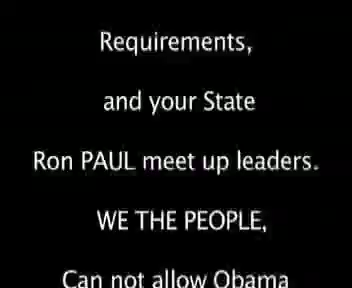 Requirements,
and your State
Ron PAUL meet up leaders.
WE THE PEOPLE,
Can not allow Obama